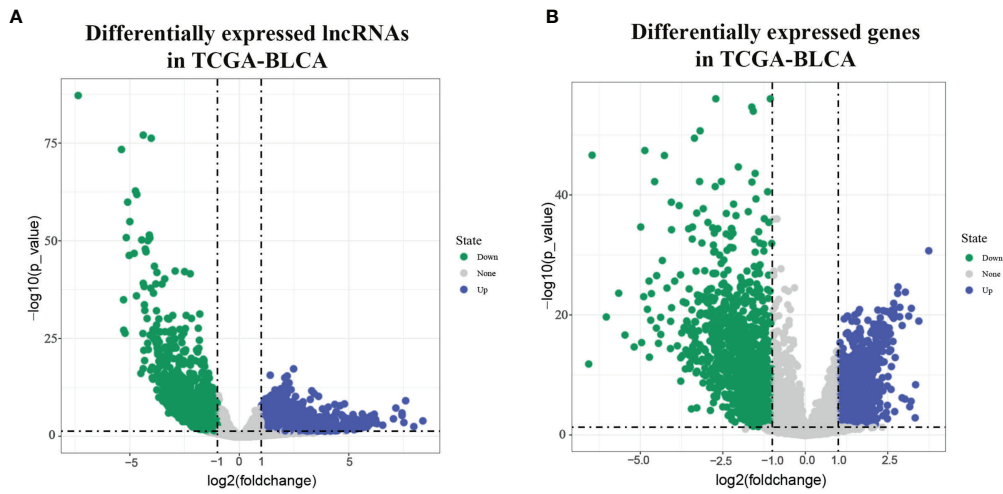 A
Differentially expressed lncRNAs
in TCGA-BLCA
75
50
25
0
−log10(p_value)
−5
−1
0
1
5
log2(foldchange)
State
Down
None
Up
B
Differentially expressed genes
in TCGA-BLCA
40
20
0
−log10(p_value)
−5.0
−1.0
0.0
1.0
2.5
log2(foldchange)
State
Down
None
Up